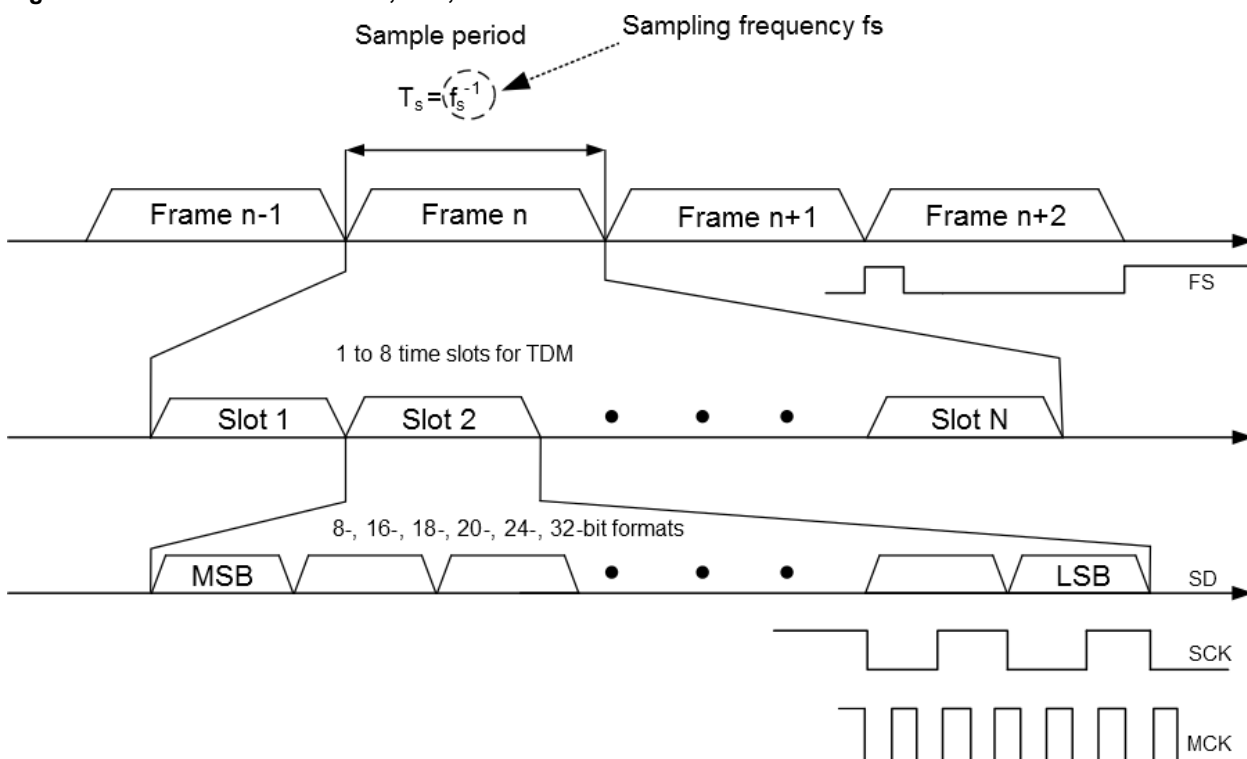 Sample period
Sampling frequency fs
Tₛ=fₛ⁻¹
Frame n-1
Frame n
Frame n+1
Frame n+2
FS
1 to 8 time slots for TDM
Slot 1
Slot 2
Slot N
8-, 16-, 18-, 20-, 24-, 32-bit formats
MSB
LSB
SD
SCK
MCK